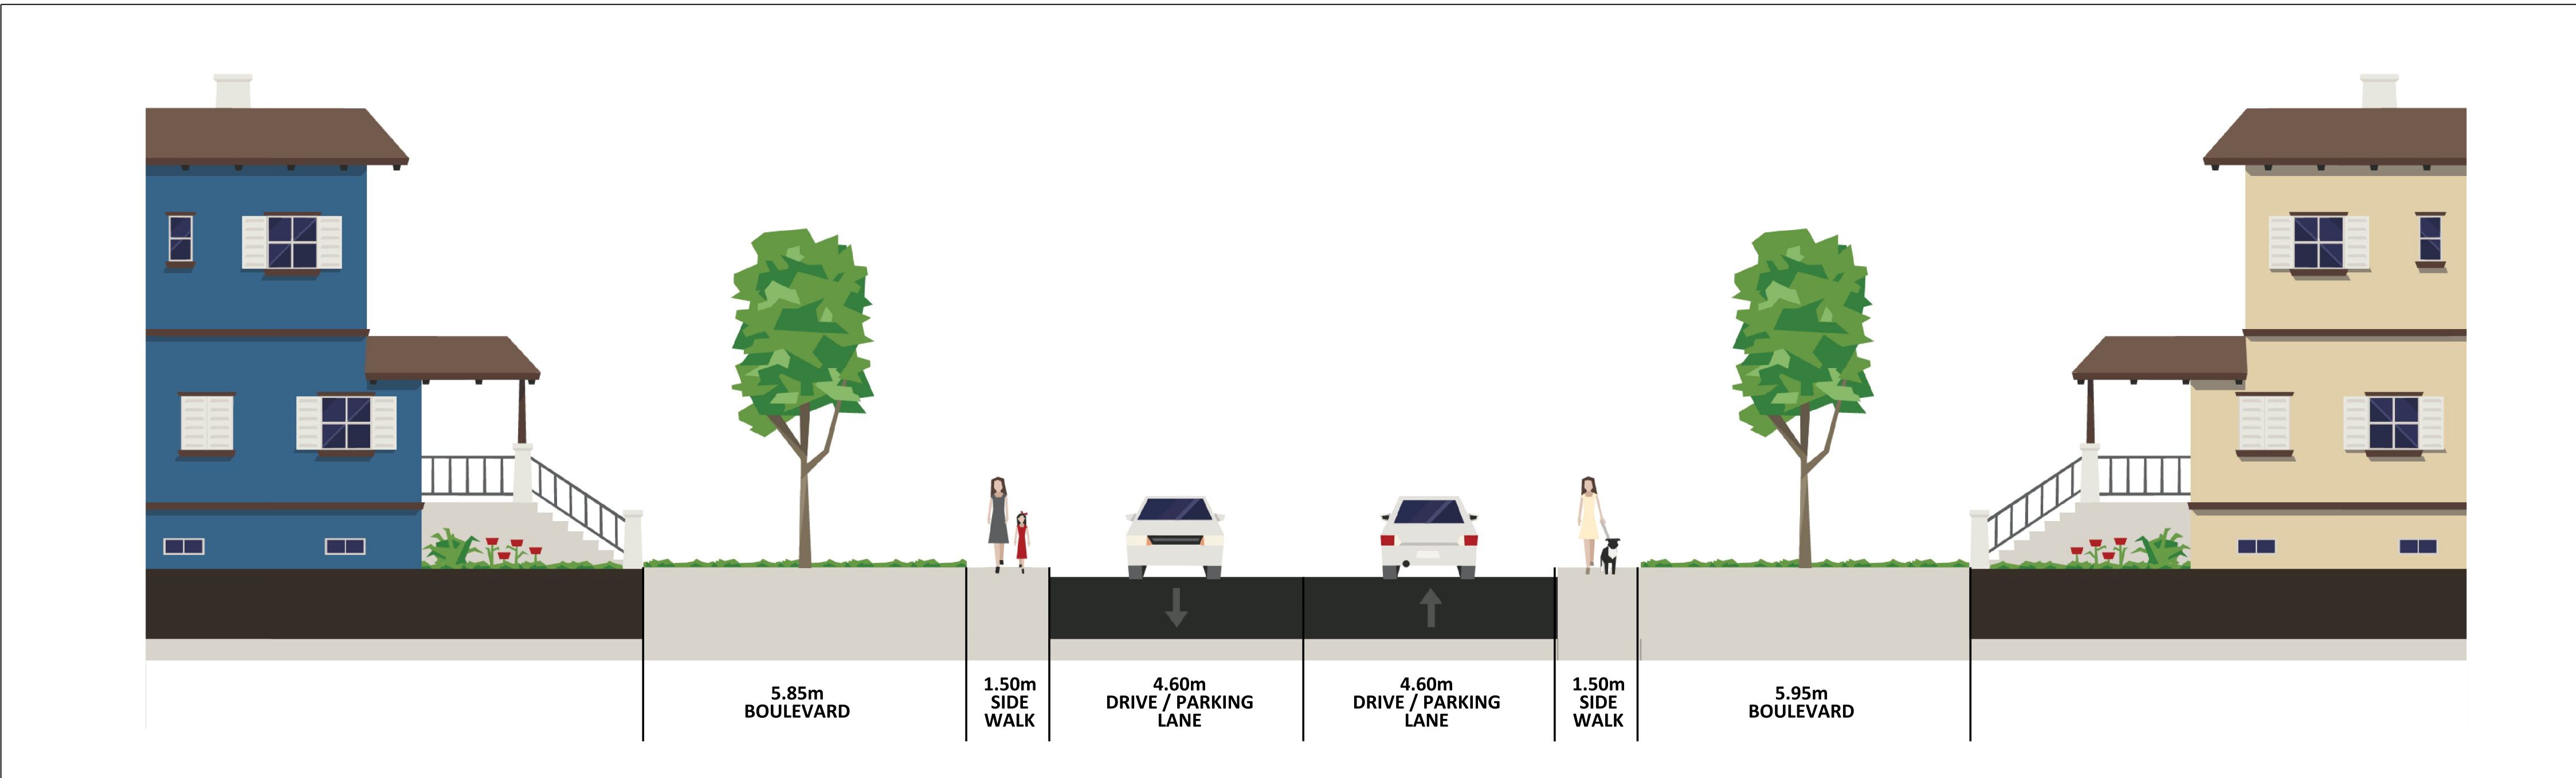 5.85m
BOULEVARD
1.50m
SIDE
WALK
4.60m
DRIVE / PARKING
LANE
4.60m
DRIVE / PARKING
LANE
1.50m
SIDE
WALK
5.95m
BOULEVARD